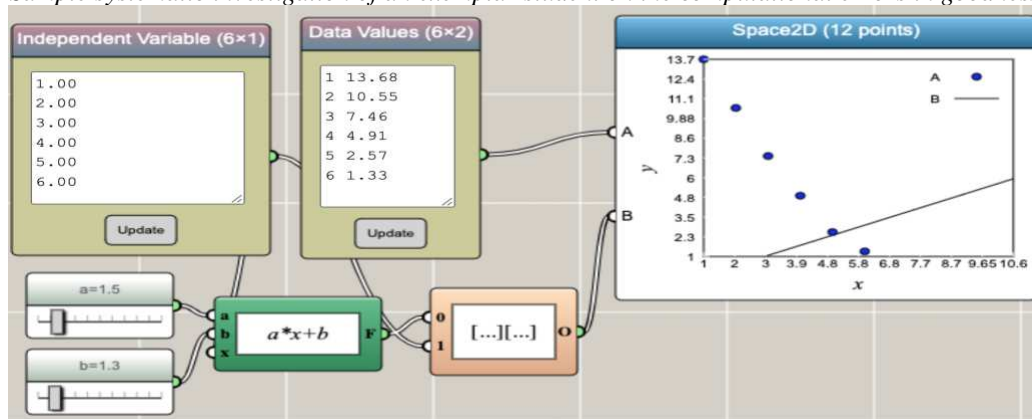 Independent Variable (6×1)
1.00
2.00
3.00
4.00
5.00
6.00
Update
Data Values (6×2)
1 13.68
2 10.55
3 7.46
4 4.91
5 2.57
6 1.33
Update
Space2D (12 points)
A
B
13.7
12.4
11.1
9.88
8.6
7.3
6
4.8
3.5
2.3
1
y
A
B
1 2 3 3.9 4.8 5.8 6.8 7.7 8.7 9.65 10.6
x
a=1.5
b=1.3
a
b
x
a*x+b
F
0
1
[...][...]
O